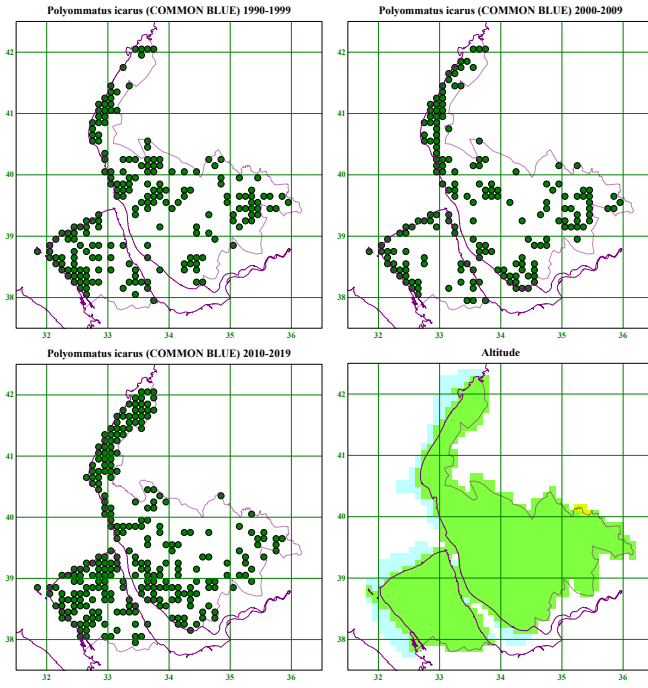 Polyommatus icarus (COMMON BLUE) 1990-1999
42
41
40
39
38
32 33 34 35 36
Polyommatus icarus (COMMON BLUE) 2000-2009
42
41
40
39
38
32 33 34 35 36
Polyommatus icarus (COMMON BLUE) 2010-2019
42
41
40
39
38
32 33 34 35 36
Altitude
42
41
40
39
38
32 33 34 35 36